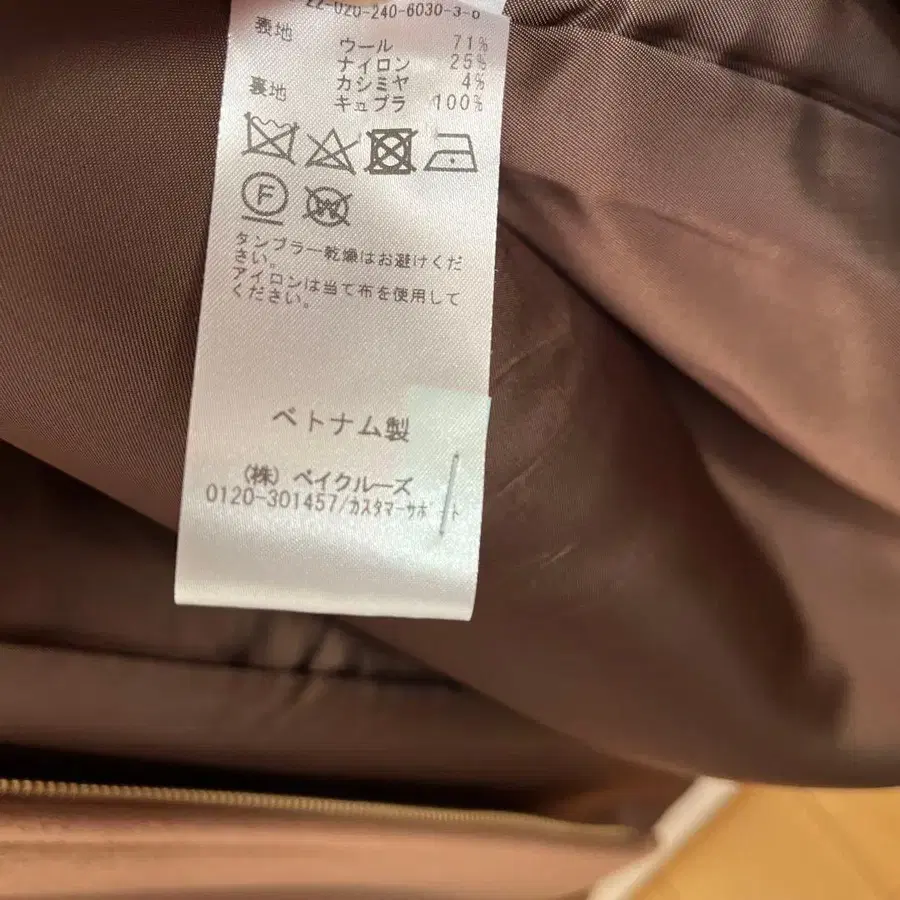 22-020-240-6030-3-0
表地 ウール 71%
ナイロン 25%
カシミヤ 4%
裏地 キュプラ 100%
F W
タンブラー乾燥はお避けくだ
さい。
アイロンは当て布を使用して
ください。
ベトナム製
(株) ベイクルーズ
0120-301457/カスタマーサポート